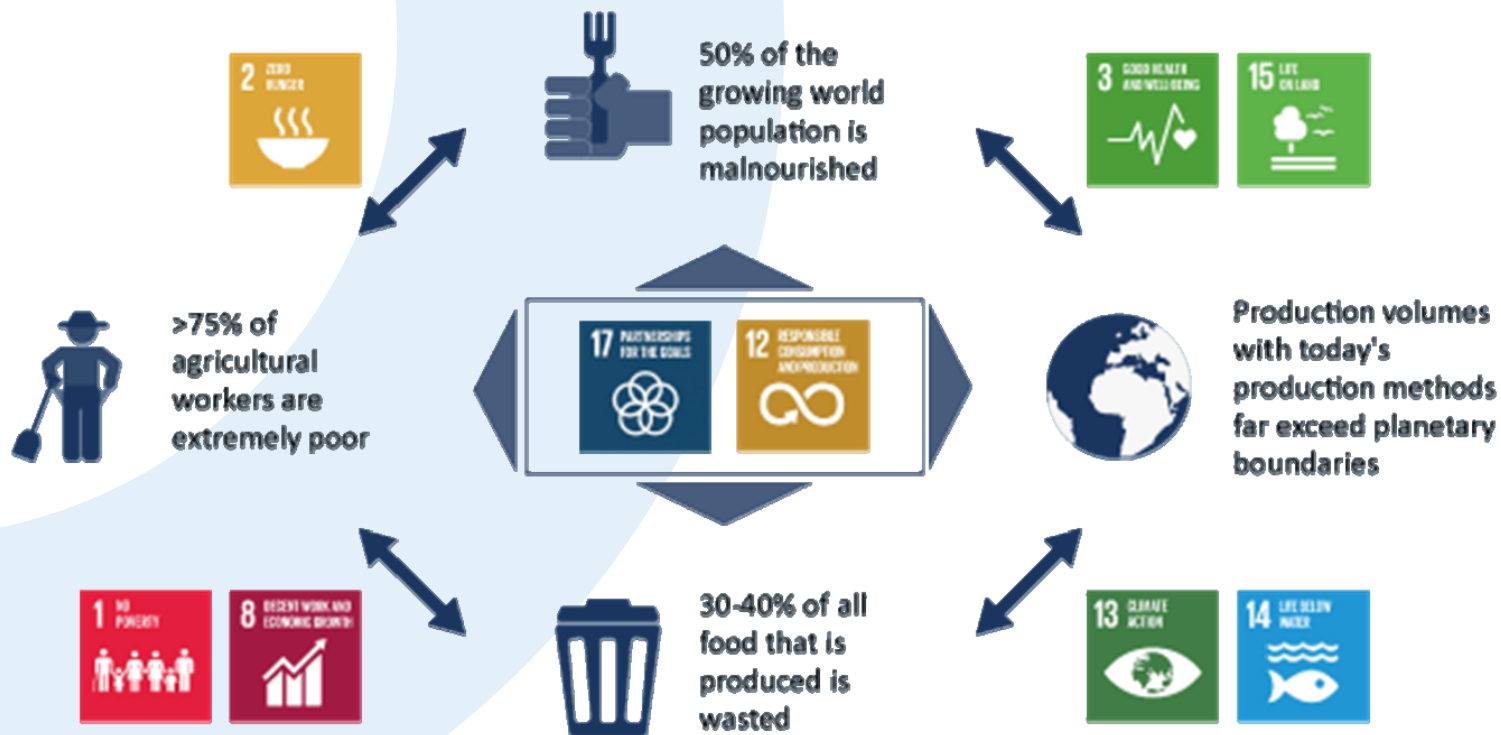 2 ZERO
HUNGER
50% of the
growing world
population is
malnourished
3 GOOD HEALTH
AND WELL-BEING
15 LIFE
ON LAND
>75% of
agricultural
workers are
extremely poor
17 PARTNERSHIPS
FOR THE GOALS
12 RESPONSIBLE
CONSUMPTION
AND PRODUCTION
Production volumes
with today's
production methods
far exceed planetary
boundaries
1 NO
POVERTY
8 DECENT WORK AND
ECONOMIC GROWTH
30-40% of all
food that is
produced is
wasted
13 CLIMATE
ACTION
14 LIFE BELOW
WATER